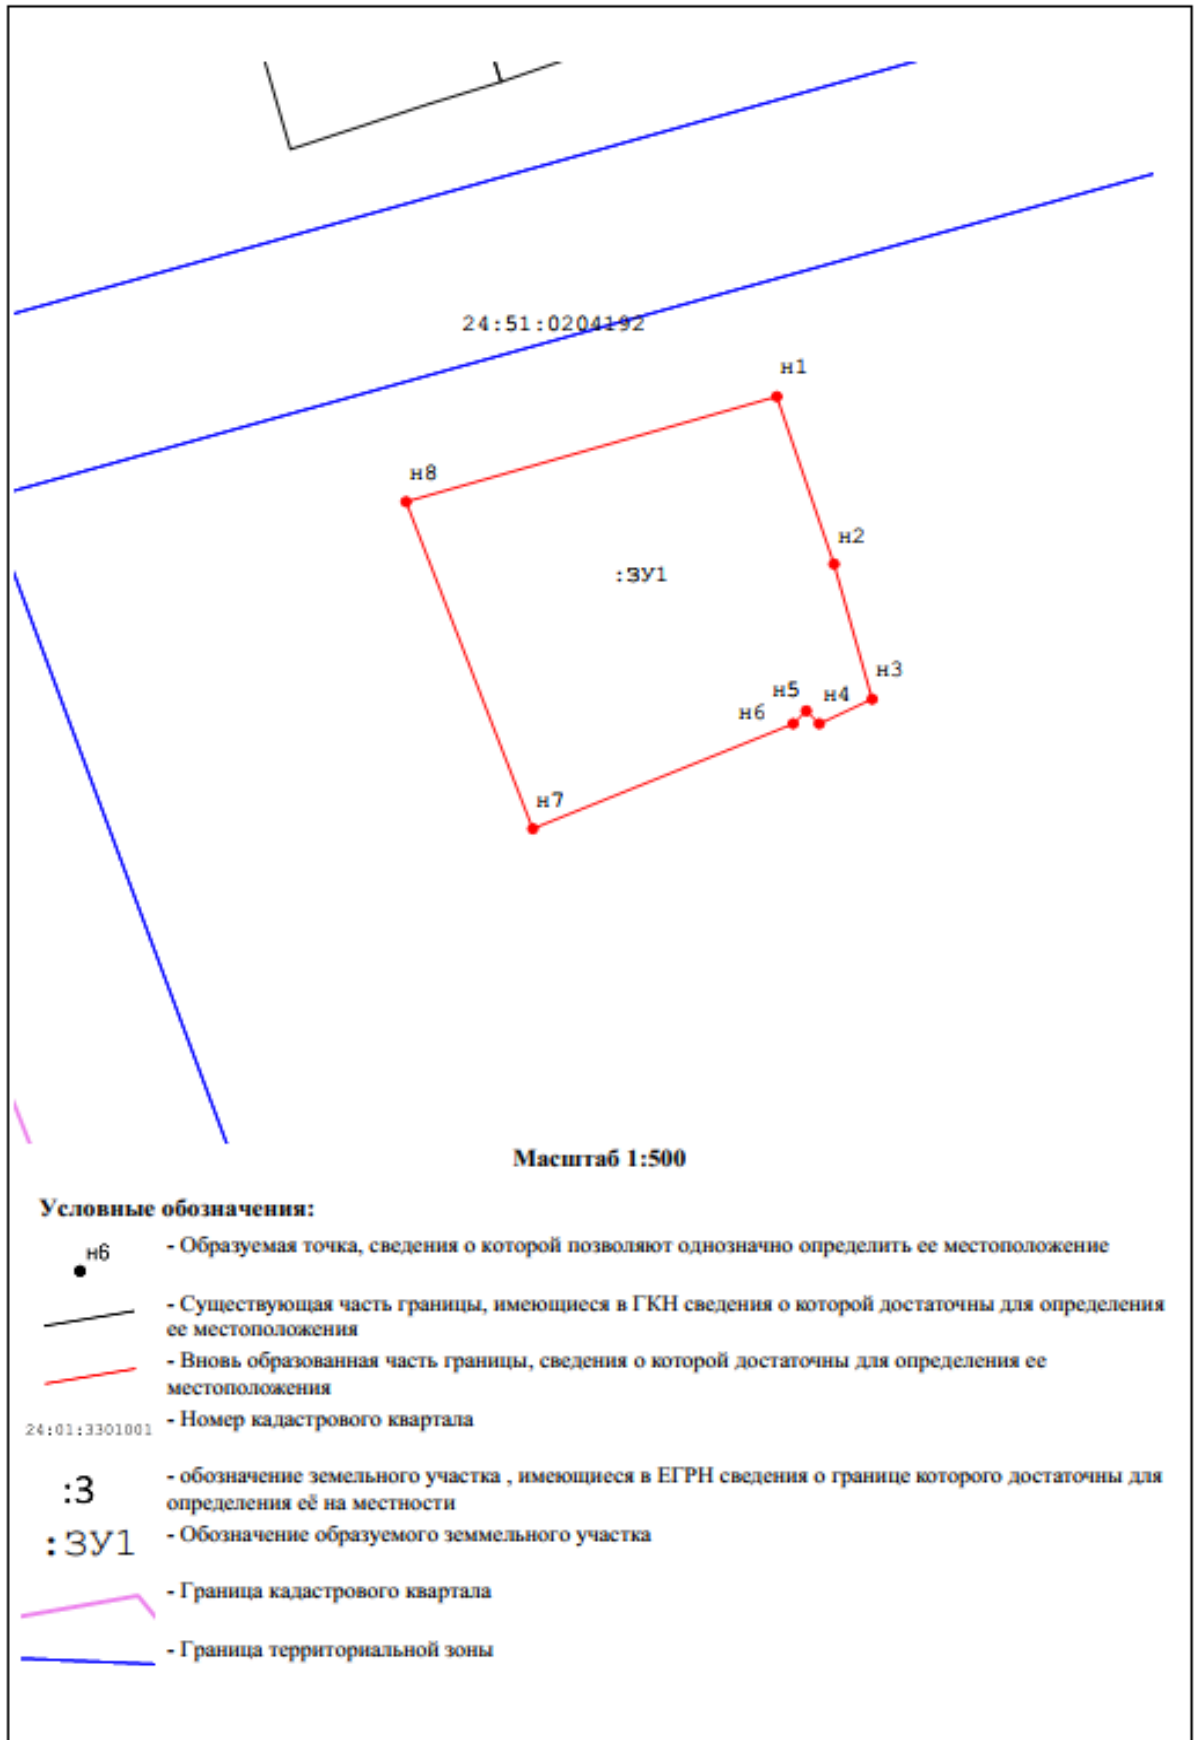 24:51:0204192
н1
н8
н2
:ЗУ1
н3
н5
н4
н6
н7
Масштаб 1:500
Условные обозначения:
н6
- Образуемая точка, сведения о которой позволяют однозначно определить ее местоположение
- Существующая часть границы, имеющиеся в ГКН сведения о которой достаточны для определения
ее местоположения
- Вновь образованная часть границы, сведения о которой достаточны для определения ее
местоположения
24:01:3301001
- Номер кадастрового квартала
:3
- обозначение земельного участка , имеющиеся в ЕГРН сведения о границе которого достаточны для
определения её на местности
:ЗУ1
- Обозначение образуемого земмельного участка
- Граница кадастрового квартала
- Граница территориальной зоны